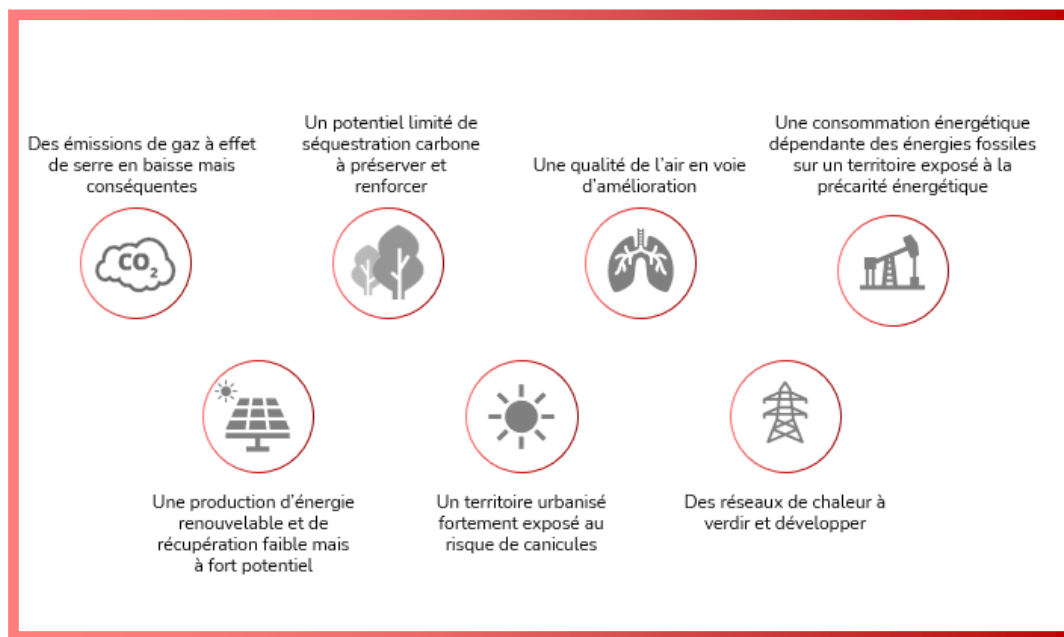 Des émissions de gaz à effet
de serre en baisse mais
conséquentes
Un potentiel limité de
séquestration carbone
à préserver et
renforcer
Une qualité de l'air en voie
d'amélioration
Une consommation énergétique
dépendante des énergies fossiles
sur un territoire exposé à la
précarité énergétique
CO2
Une production d'énergie
renouvelable et de
récupération faible mais
à fort potentiel
Un territoire urbanisé
fortement exposé au
risque de canicules
Des réseaux de chaleur à
verdir et développer